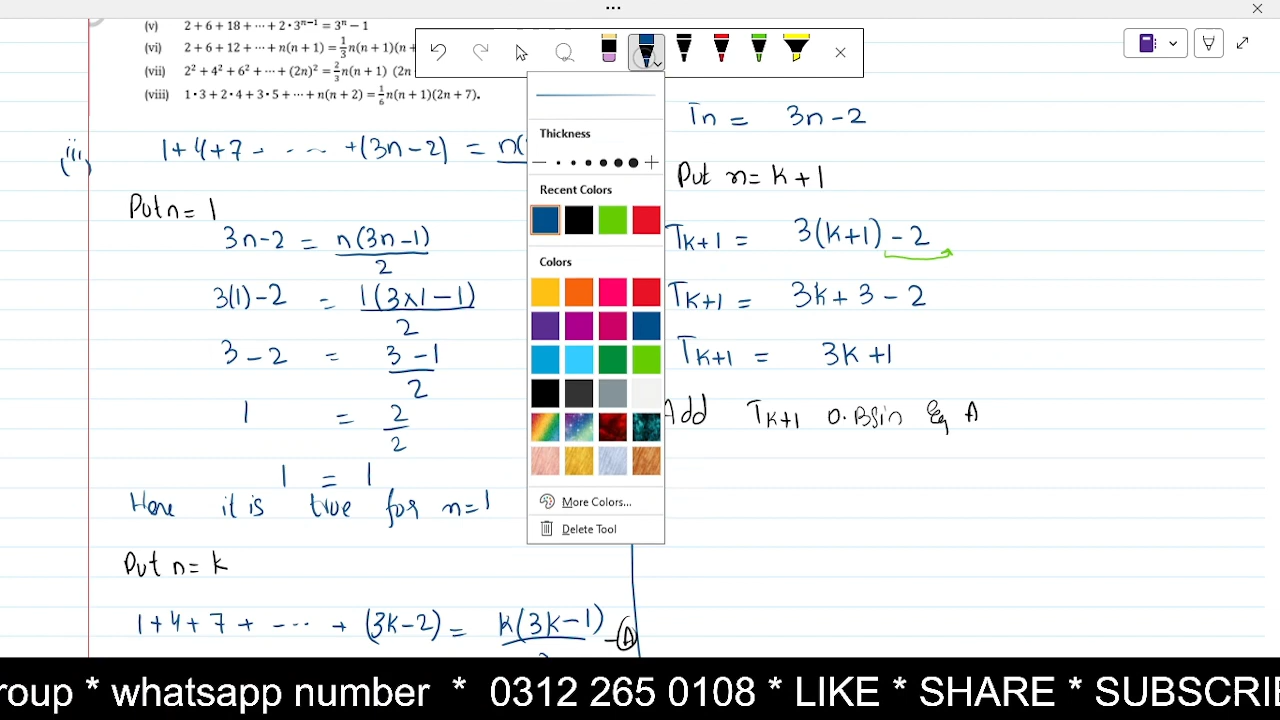 (v) 2 + 6 + 18 + ⋯ + 2 • 3ⁿ⁻¹ = 3ⁿ − 1
(vi) 2 + 6 + 12 + ⋯ + n(n + 1) = 1/3 n(n + 1)(n +
(vii) 2² + 4² + 6² + ⋯ + (2n)² = 2/3 n(n + 1) (2n
(viii) 1 • 3 + 2 • 4 + 3 • 5 + ⋯ + n(n + 2) = 1/6 n(n + 1)(2n + 7).
(iii) 1 + 4 + 7 + ⋯ + (3n − 2) = n(
Put n = 1
3n − 2 = n(3n − 1)/2
3(1) − 2 = 1(3×1 − 1)/2
3 − 2 = 3 − 1/2
1 = 2/2
1 = 1
Here it is true for n = 1
Put n = k
1 + 4 + 7 + ⋯ + (3k − 2) = k(3k − 1) − A
Thickness
Recent Colors
Colors
More Colors...
Delete Tool
Tn = 3n − 2
Put n = k + 1
Tk+1 = 3(k + 1) − 2
Tk+1 = 3k + 3 − 2
Tk+1 = 3k + 1
Add Tk+1 O.BS in Eq A
roup * whatsapp number * 0312 265 0108 * LIKE * SHARE * SUBSCRI